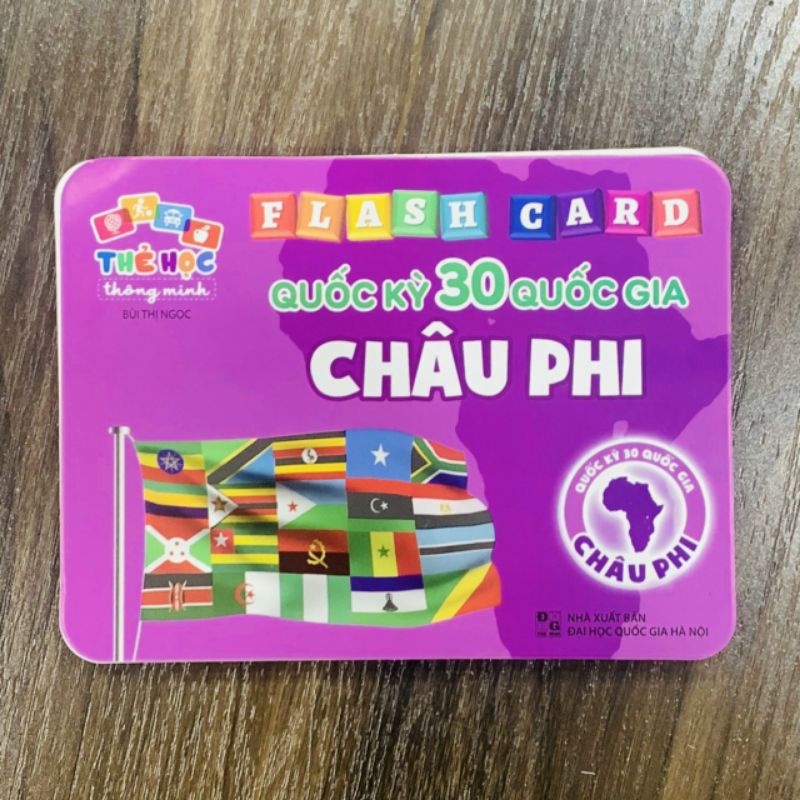 THẺ HỌC
thông minh
BÙI THỊ NGỌC
FLASH CARD
QUỐC KỲ 30 QUỐC GIA
CHÂU PHI
QUỐC KỲ 30 QUỐC GIA
CHÂU PHI
NHÀ XUẤT BẢN
ĐẠI HỌC QUỐC GIA HÀ NỘI